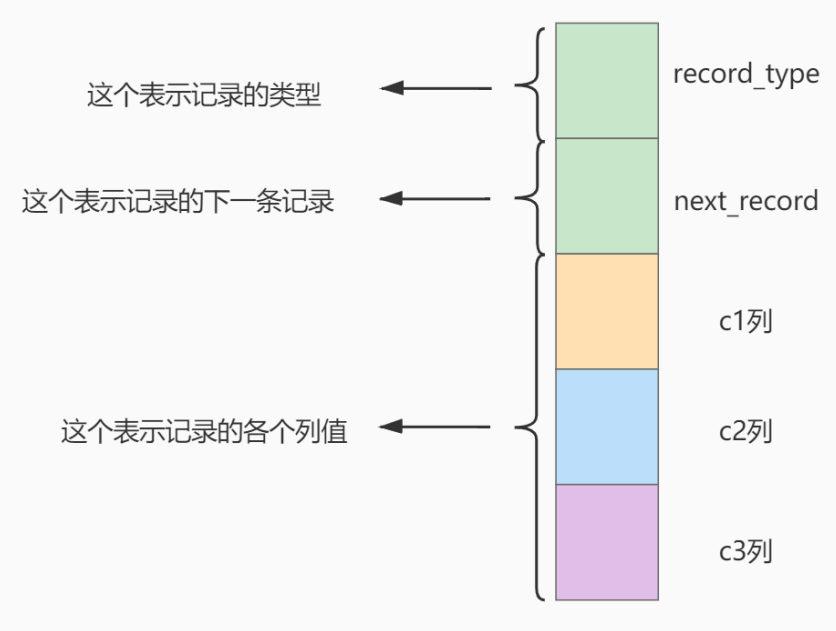 record_type
这个表示记录的类型
next_record
这个表示记录的下一条记录
c1列
c2列
这个表示记录的各个列值
c3列